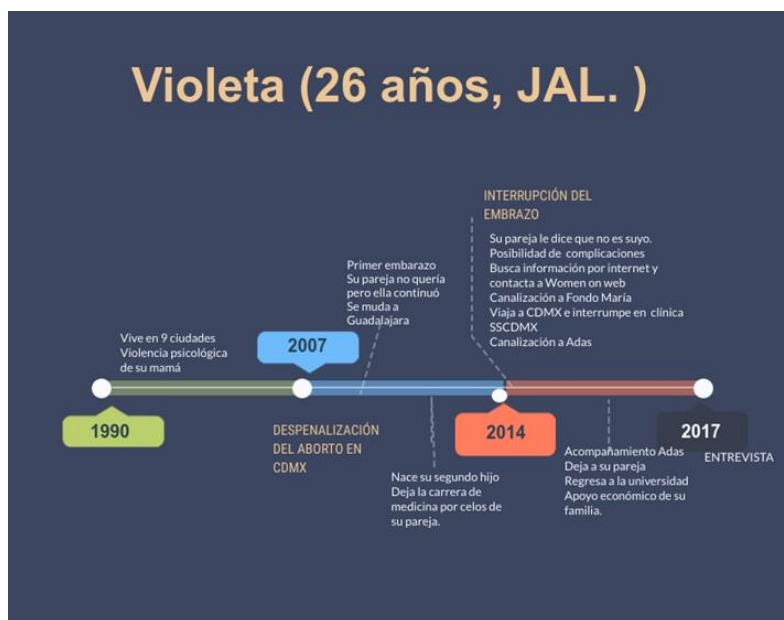 Violeta (26 años, JAL. )
INTERRUPCIÓN DEL
EMBRAZO
Su pareja le dice que no es suyo.
Posibilidad de complicaciones
Busca información por internet y
contacta a Women on web
Canalización a Fondo María
Viaja a CDMX e interrumpe en clínica
SSCDMX
Canalización a Adas
Primer embarazo
Su pareja no quería
pero ella continuó
Se muda a
Guadalajara
Vive en 9 ciudades
Violencia psicológica
de su mamá
2007
1990
DESPENALIZACIÓN
DEL ABORTO EN
CDMX
2014
2017
ENTREVISTA
Nace su segundo hijo
Deja la carrera de
medicina por celos de
su pareja.
Acompañamiento Adas
Deja a su pareja
Regresa a la universidad
Apoyo económico de su
familia.